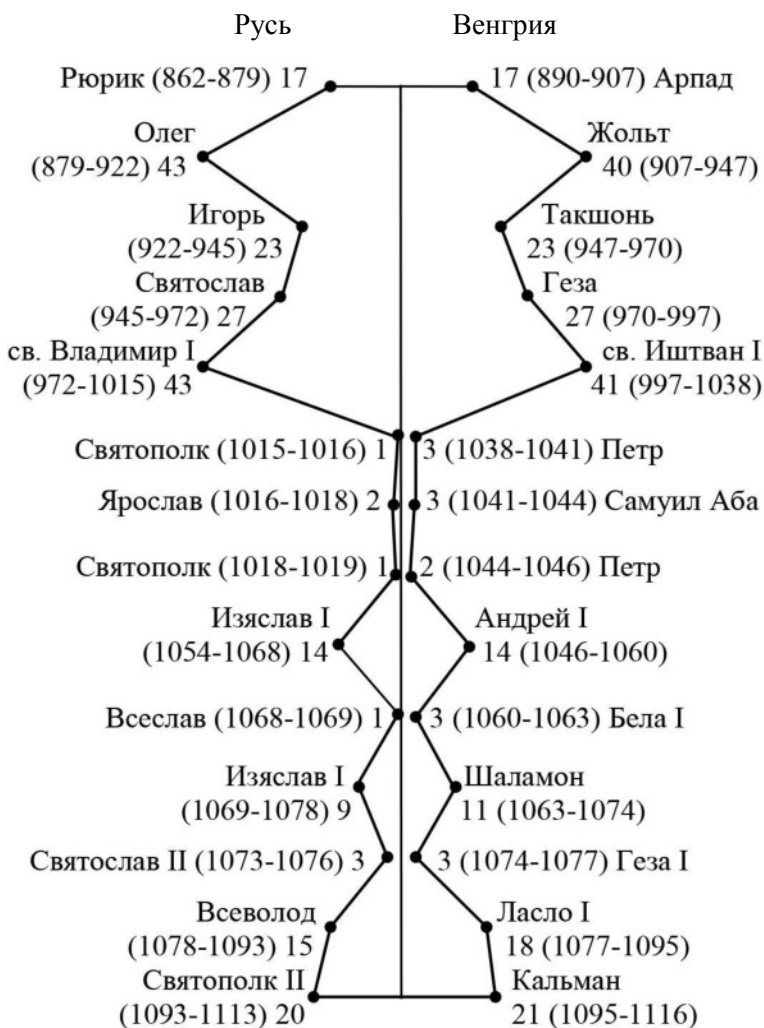 Русь Венгрия
Рюрик (862-879) 17 17 (890-907) Арпад
Олег Жольт
(879-922) 43 40 (907-947)
Игорь Такшонь
(922-945) 23 23 (947-970)
Святослав Геза
(945-972) 27 27 (970-997)
св. Владимир I св. Иштван I
(972-1015) 43 41 (997-1038)
Святополк (1015-1016) 1 3 (1038-1041) Петр
Ярослав (1016-1018) 2 3 (1041-1044) Самуил Аба
Святополк (1018-1019) 1 2 (1044-1046) Петр
Изяслав I Андрей I
(1054-1068) 14 14 (1046-1060)
Всеслав (1068-1069) 1 3 (1060-1063) Бела I
Изяслав I Шаламон
(1069-1078) 9 11 (1063-1074)
Святослав II (1073-1076) 3 3 (1074-1077) Геза I
Всеволод Ласло I
(1078-1093) 15 18 (1077-1095)
Святополк II Кальман
(1093-1113) 20 21 (1095-1116)